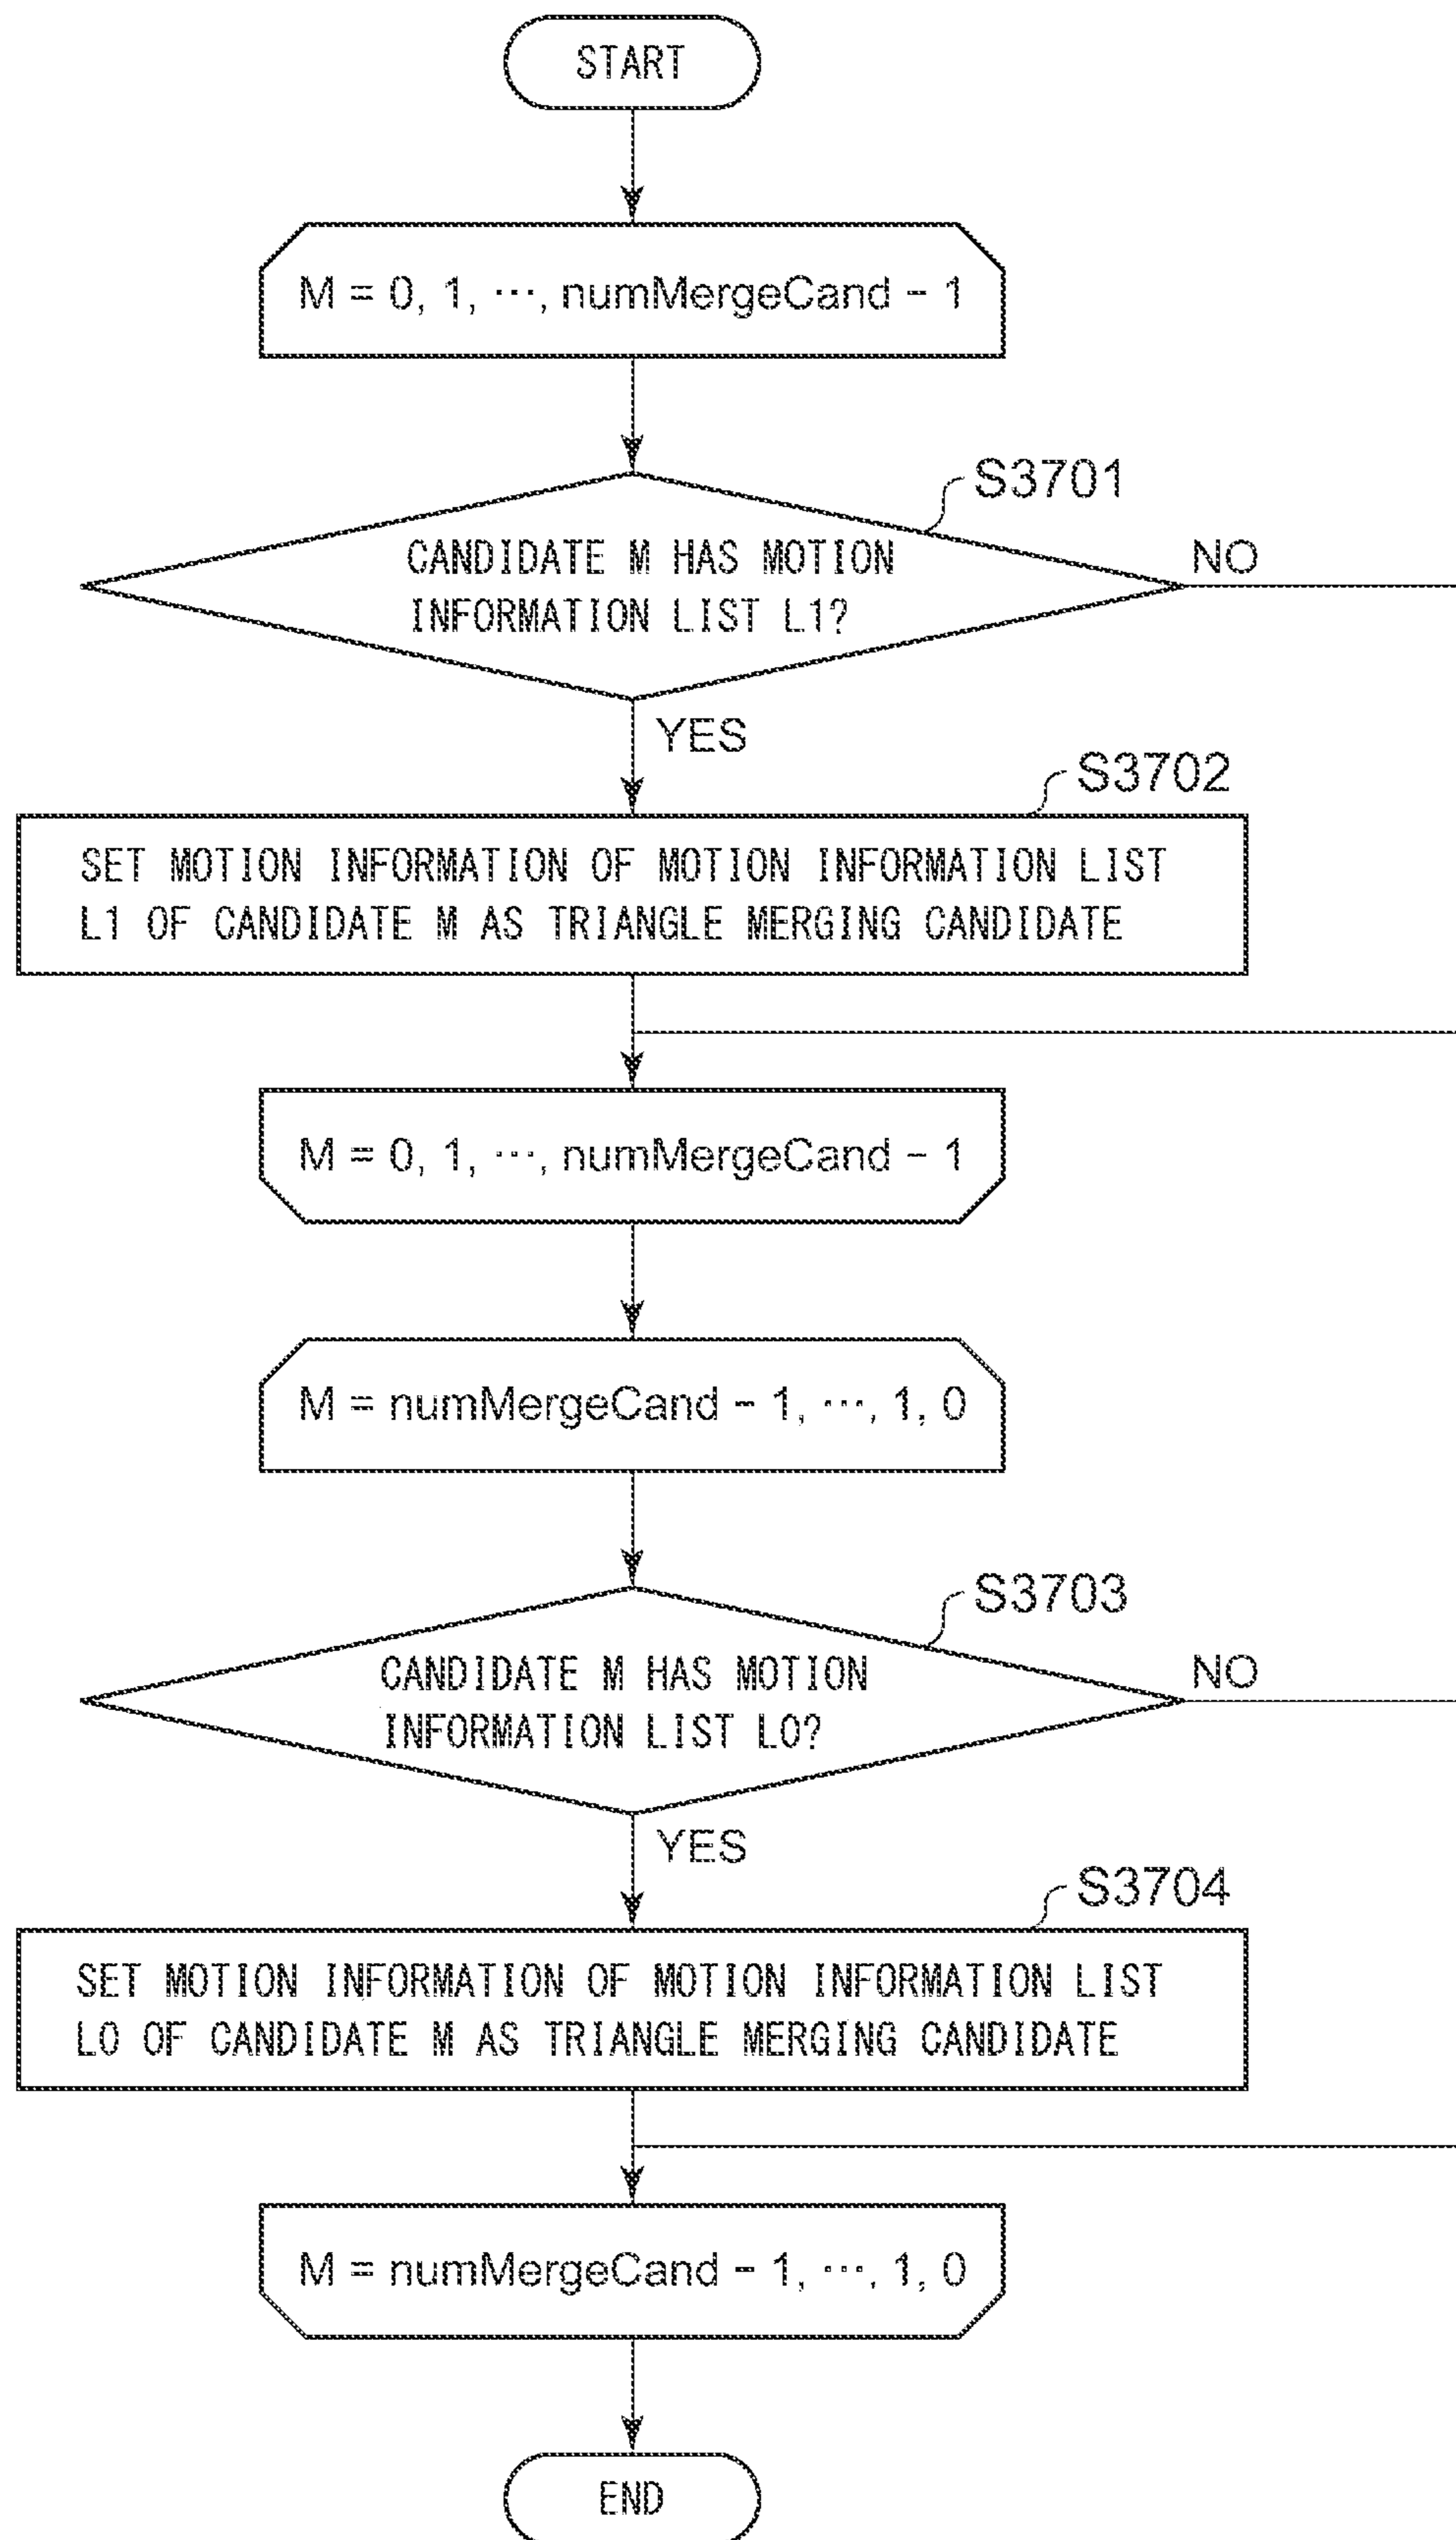 START
M = 0, 1, ···, numMergeCand − 1
S3701
CANDIDATE M HAS MOTION
INFORMATION LIST L1?
NO
YES
S3702
SET MOTION INFORMATION OF MOTION INFORMATION LIST
L1 OF CANDIDATE M AS TRIANGLE MERGING CANDIDATE
M = 0, 1, ···, numMergeCand − 1
M = numMergeCand − 1, ···, 1, 0
S3703
CANDIDATE M HAS MOTION
INFORMATION LIST L0?
NO
YES
S3704
SET MOTION INFORMATION OF MOTION INFORMATION LIST
L0 OF CANDIDATE M AS TRIANGLE MERGING CANDIDATE
M = numMergeCand − 1, ···, 1, 0
END